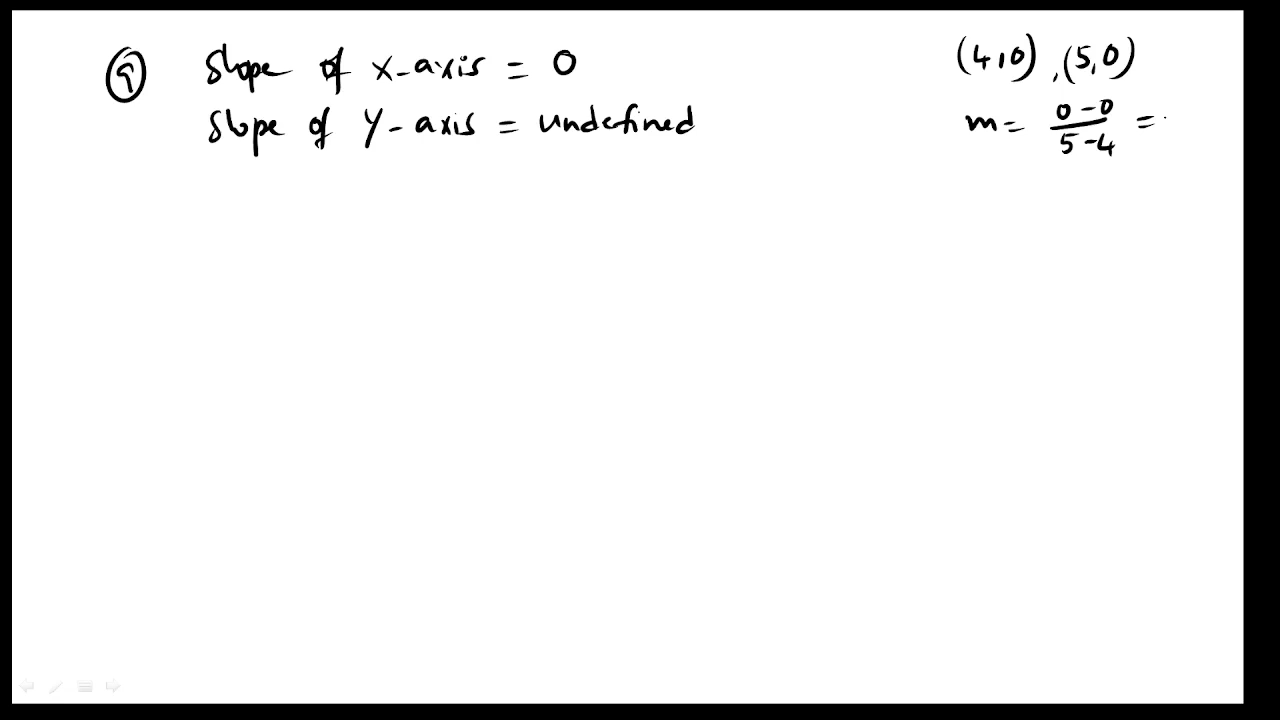 9 Slope of x-axis = 0
Slope of y-axis = undefined
(4,0), (5,0)
m = 0-0/5-4 =